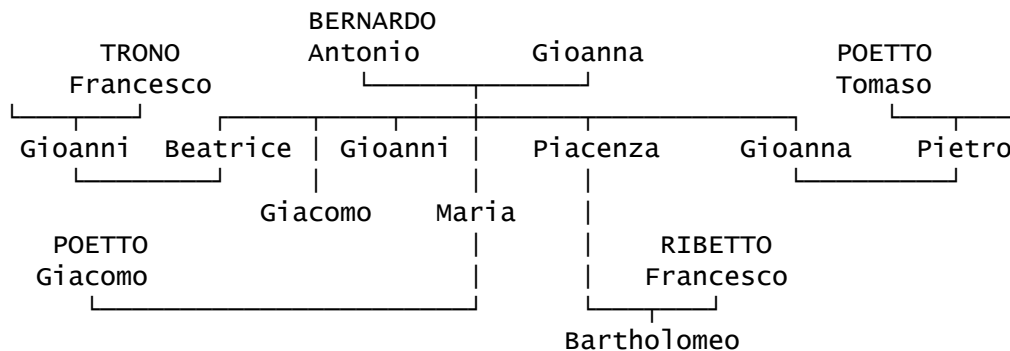 BERNARDO
TRONO Antonio Gioanna POETTO
Francesco Tomaso
Gioanni Beatrice Gioanni Piacenza Gioanna Pietro
Giacomo Maria
POETTO RIBETTO
Giacomo Francesco
Bartholomeo